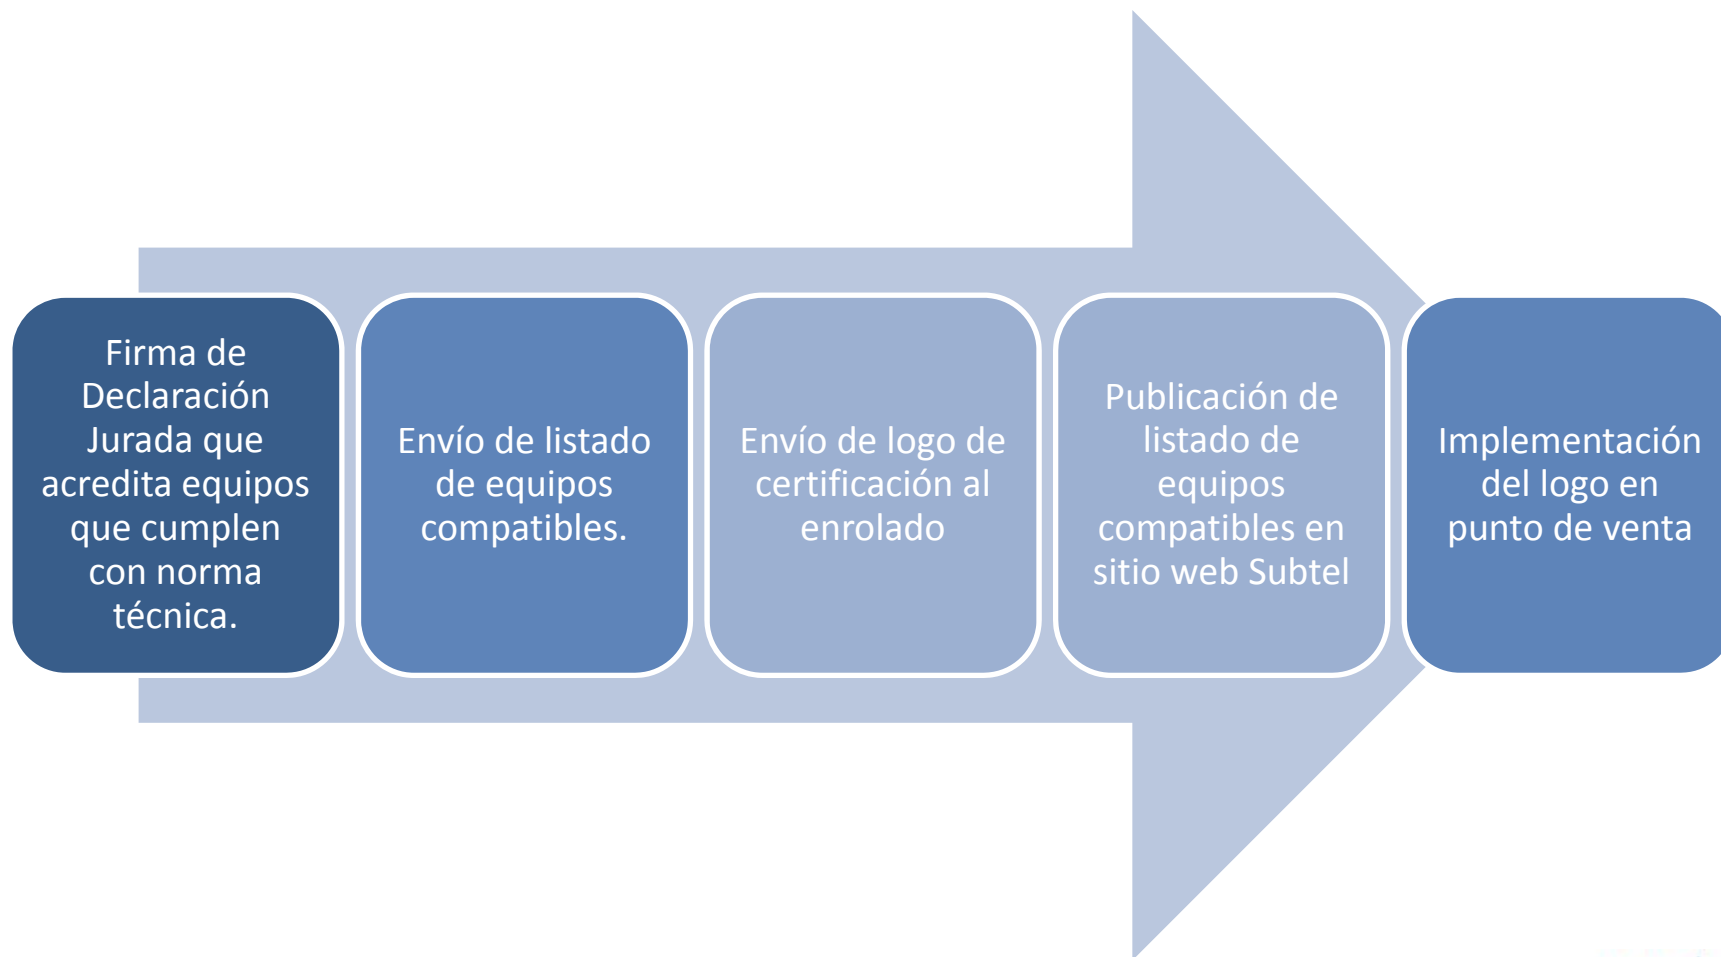 Firma de
Declaración
Jurada que
acredita equipos
que cumplen
con norma
técnica.
Envío de listado
de equipos
compatibles.
Envío de logo de
certificación al
enrolado
Publicación de
listado de
equipos
compatibles en
sitio web Subtel
Implementación
del logo en
punto de venta